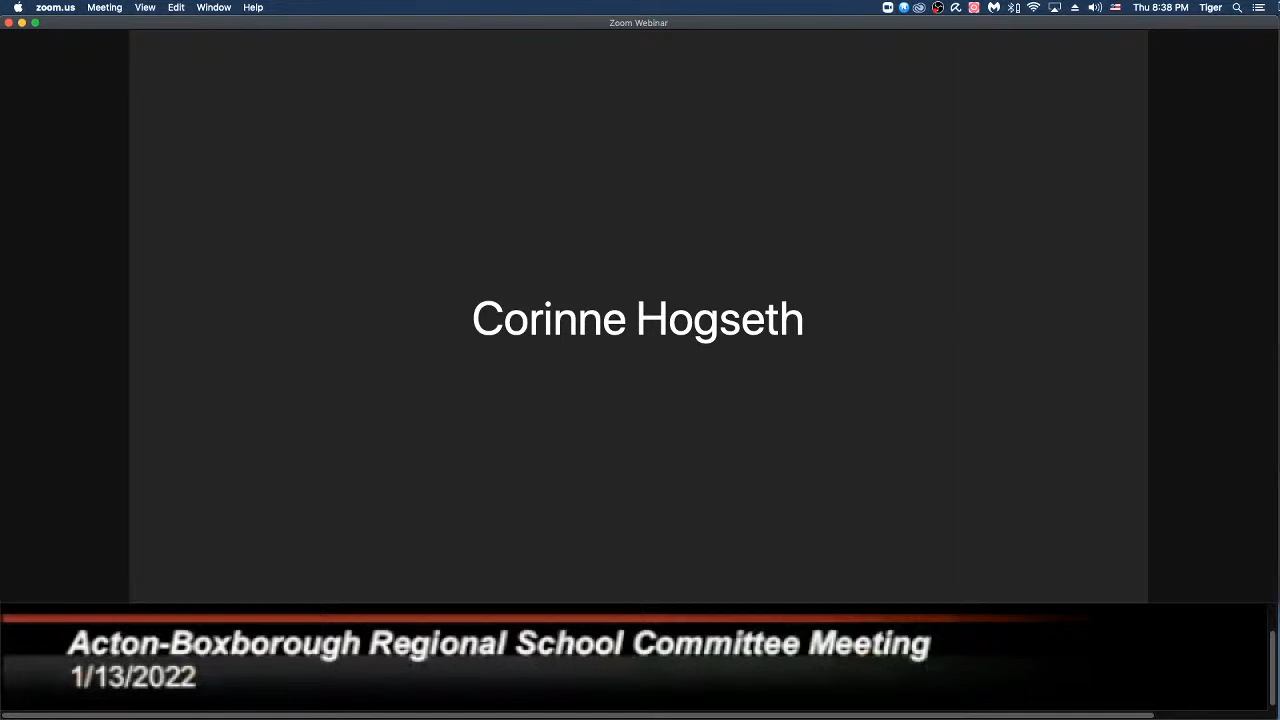 zoom.us Meeting View Edit Window Help Thu 8:38 PM Tiger
Zoom Webinar
Corinne Hogseth
Acton-Boxborough Regional School Committee Meeting
1/13/2022